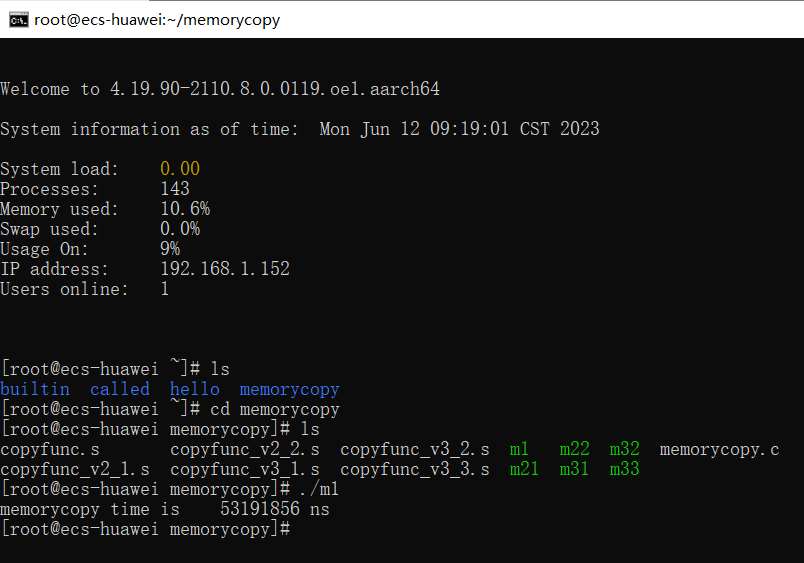 root@ecs-huawei:~/memorycopy
Welcome to 4.19.90-2110.8.0.0119.oe1.aarch64
System information as of time:  Mon Jun 12 09:19:01 CST 2023
System load:    0.00
Processes:      143
Memory used:    10.6%
Swap used:      0.0%
Usage On:       9%
IP address:     192.168.1.152
Users online:   1
[root@ecs-huawei ~]# ls
builtin  called  hello  memorycopy
[root@ecs-huawei ~]# cd memorycopy
[root@ecs-huawei memorycopy]# ls
copyfunc.s       copyfunc_v2_2.s  copyfunc_v3_2.s  m1   m22  m32  memorycopy.c
copyfunc_v2_1.s  copyfunc_v3_1.s  copyfunc_v3_3.s  m21  m31  m33
[root@ecs-huawei memorycopy]# ./m1
memorycopy time is    53191856 ns
[root@ecs-huawei memorycopy]#